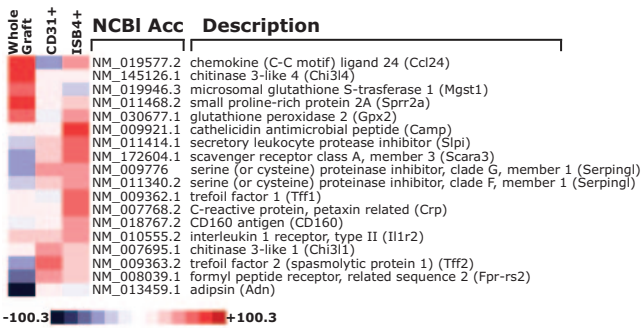 Whole Graft
CD31+
ISB4+
NCBI Acc Description
NM_019577.2 chemokine (C-C motif) ligand 24 (Ccl24)
NM_145126.1 chitinase 3-like 4 (Chi3l4)
NM_019946.3 microsomal glutathione S-trasferase 1 (Mgst1)
NM_011468.2 small proline-rich protein 2A (Sprr2a)
NM_030677.1 glutathione peroxidase 2 (Gpx2)
NM_009921.1 cathelicidin antimicrobial peptide (Camp)
NM_011414.1 secretory leukocyte protease inhibitor (Slpi)
NM_172604.1 scavenger receptor class A, member 3 (Scara3)
NM_009776 serine (or cysteine) proteinase inhibitor, clade G, member 1 (Serpingl)
NM_011340.2 serine (or cysteine) proteinase inhibitor, clade F, member 1 (Serpingl)
NM_009362.1 trefoil factor 1 (Tff1)
NM_007768.2 C-reactive protein, petaxin related (Crp)
NM_018767.2 CD160 antigen (CD160)
NM_010555.2 interleukin 1 receptor, type II (Il1r2)
NM_007695.1 chitinase 3-like 1 (Chi3l1)
NM_009363.2 trefoil factor 2 (spasmolytic protein 1) (Tff2)
NM_008039.1 formyl peptide receptor, related sequence 2 (Fpr-rs2)
NM_013459.1 adipsin (Adn)
-100.3 +100.3